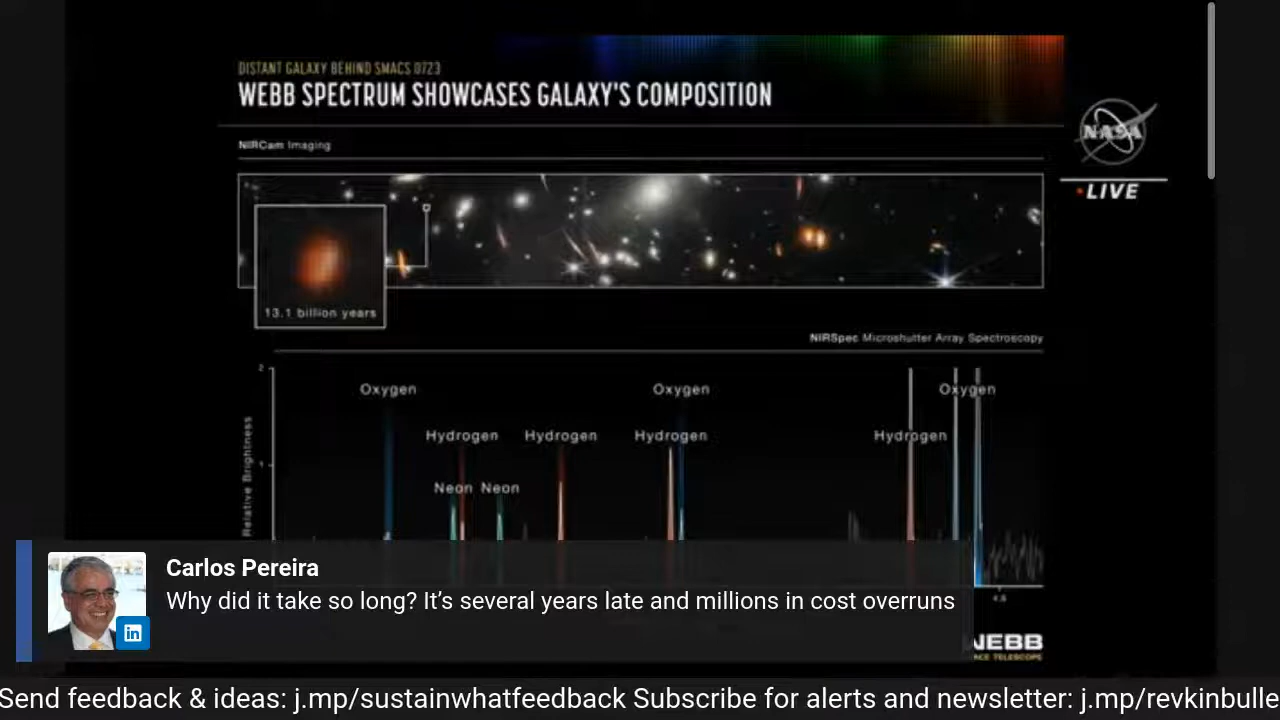 DISTANT GALAXY BEHIND SMACS 0723
WEBB SPECTRUM SHOWCASES GALAXY'S COMPOSITION
NASA
LIVE
NIRCam Imaging
13.1 billion years
NIRSpec Microshutter Array Spectroscopy
2
Oxygen Oxygen Oxygen
Hydrogen Hydrogen Hydrogen Hydrogen
1
Neon Neon
Relative Brightness
Carlos Pereira
Why did it take so long? It’s several years late and millions in cost overruns
in
WEBB
Send feedback & ideas: j.mp/sustainwhatfeedback Subscribe for alerts and newsletter: j.mp/revkinbulle